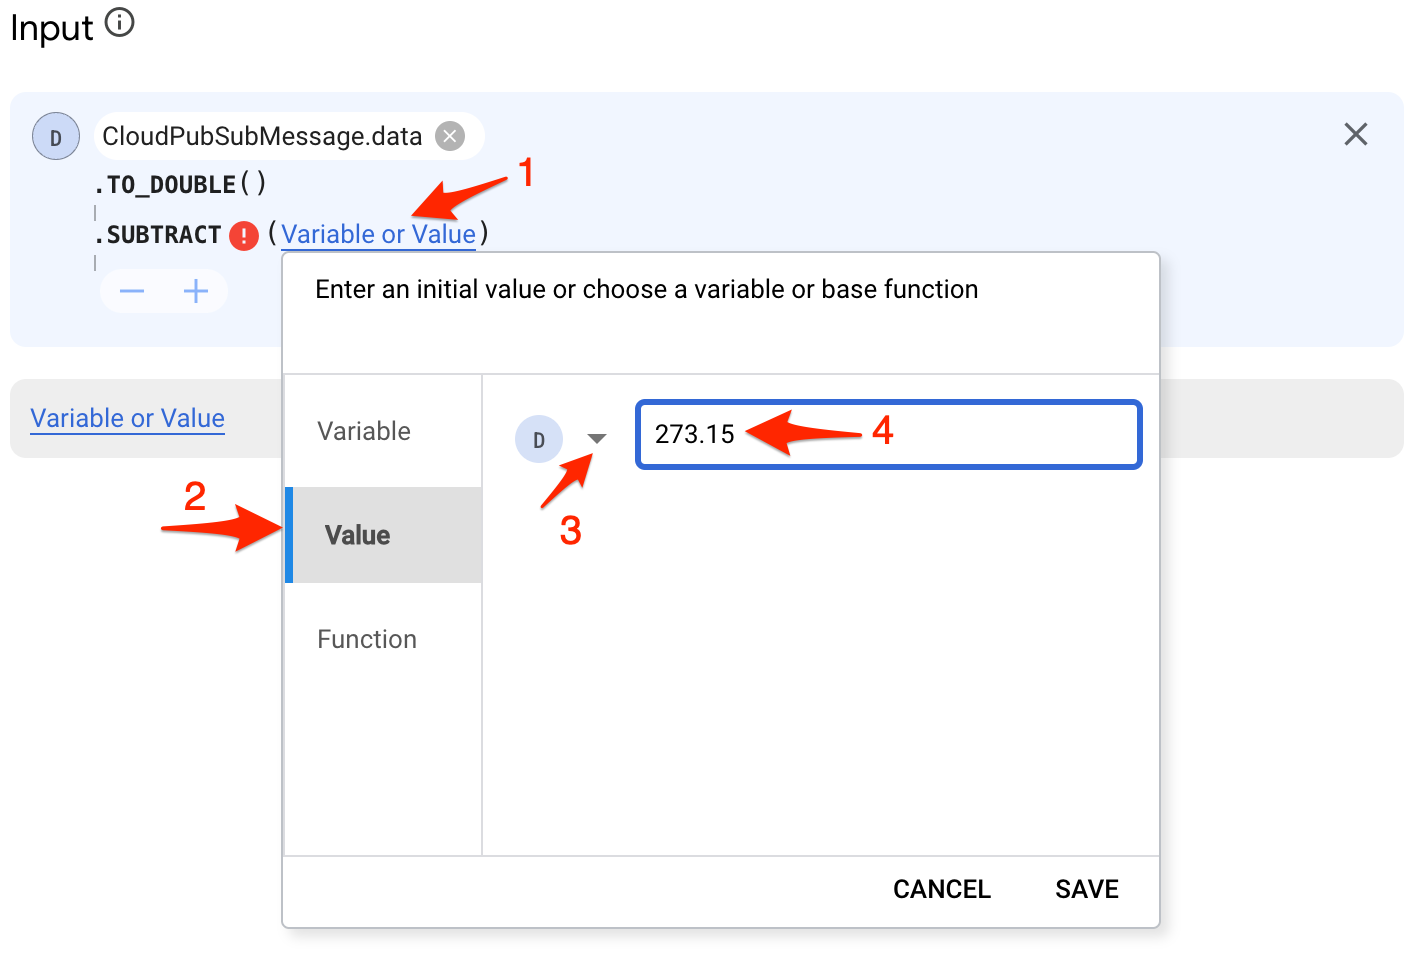 Input
D CloudPubSubMessage.data
1
.TO_DOUBLE()
.SUBTRACT ! (Variable or Value)
Enter an initial value or choose a variable or base function
Variable or Value
Variable
D 273.15 4
2
3
Value
Function
CANCEL SAVE